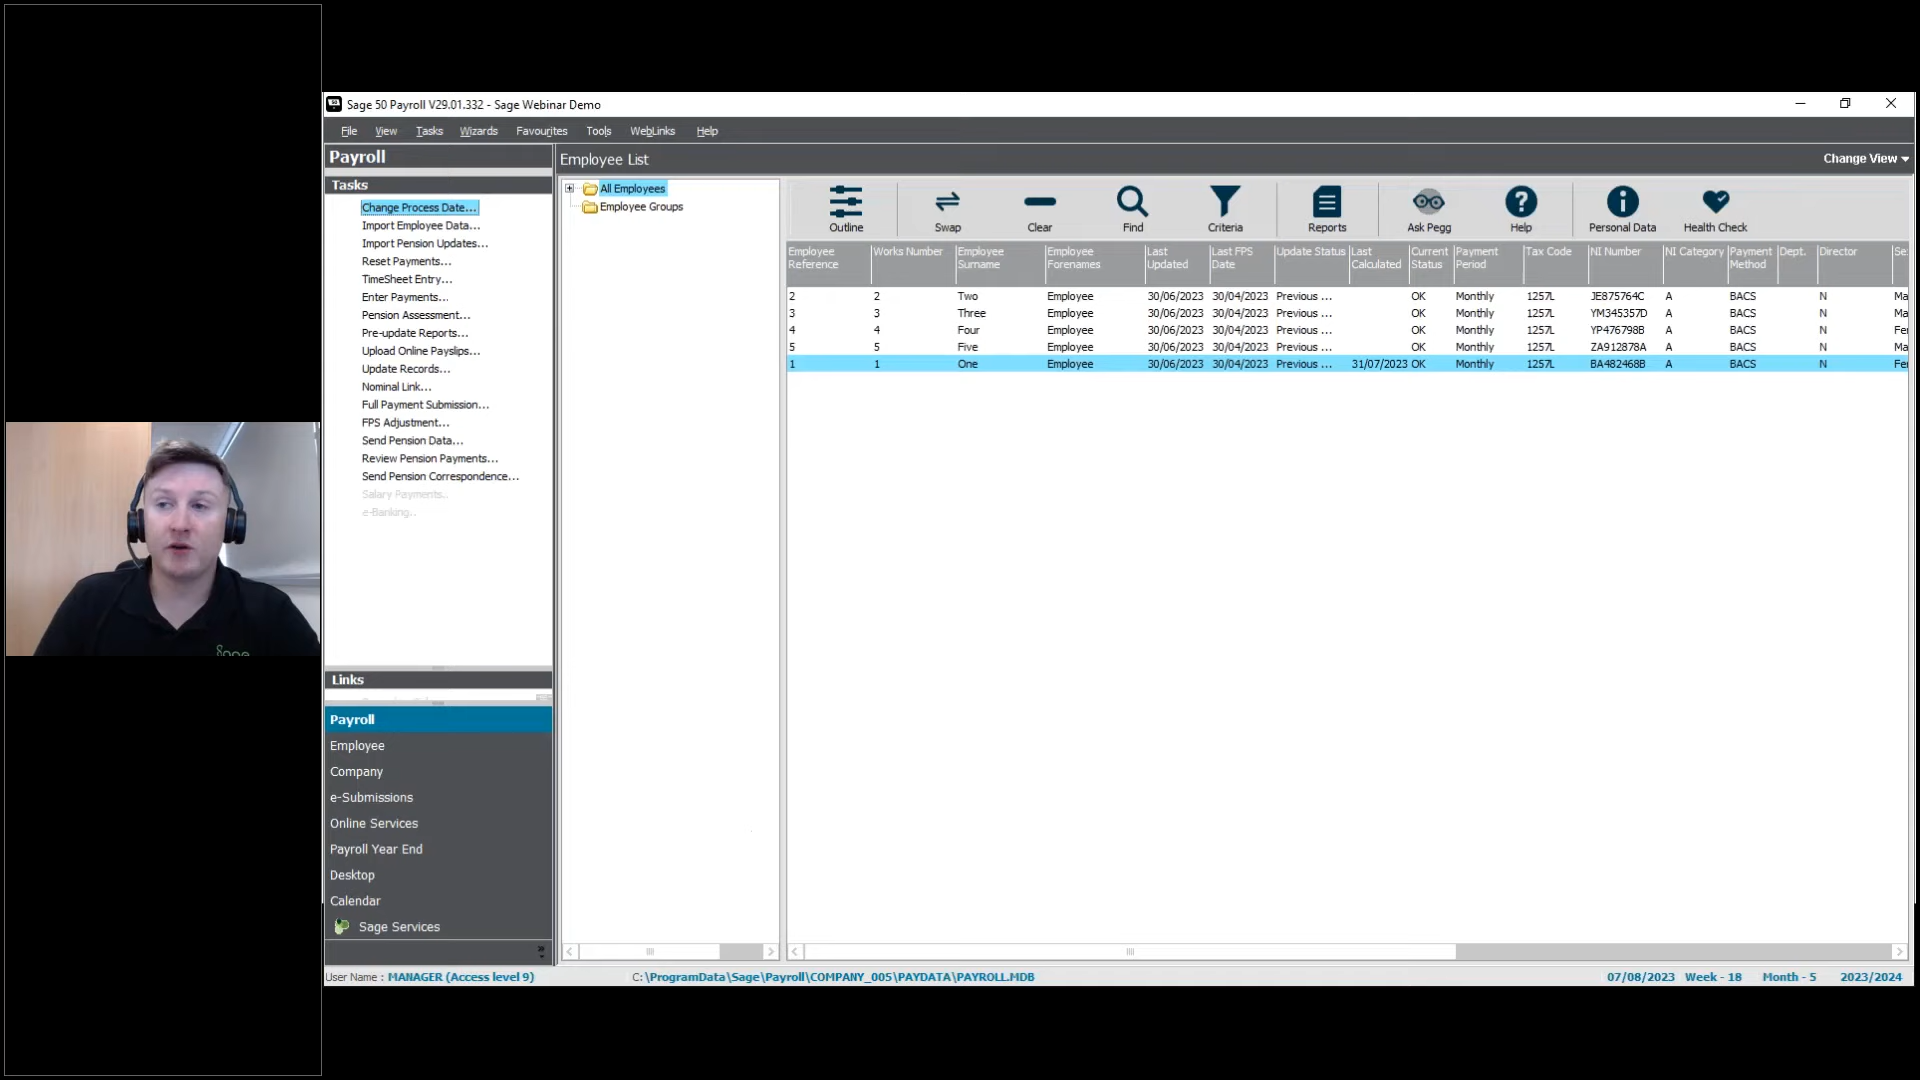 Sage 50 Payroll V29.01.332 - Sage Webinar Demo
File View Tasks Wizards Favourites Tools WebLinks Help
Payroll
Employee List
Change View
Tasks
Change Process Date...
Import Employee Data...
Import Pension Updates...
Reset Payments...
TimeSheet Entry...
Enter Payments...
Pension Assessment...
Pre-update Reports...
Upload Online Payslips...
Update Records...
Nominal Link...
Full Payment Submission...
FPS Adjustment...
Send Pension Data...
Review Pension Payments...
Send Pension Correspondence...
Salary Payments..
e-Banking..
All Employees
Employee Groups
Outline Swap Clear Find Criteria Reports Ask Pegg Help Personal Data Health Check
Employee Reference Works Number Employee Surname Employee Forenames Last Updated Last FPS Date Update Status Last Calculated Current Status Payment Period Tax Code NI Number NI Category Payment Method Dept. Director Se
2 2 Two Employee 30/06/2023 30/04/2023 Previous ... OK Monthly 1257L JE875764C A BACS N Ma
3 3 Three Employee 30/06/2023 30/04/2023 Previous ... OK Monthly 1257L YM345357D A BACS N Ma
4 4 Four Employee 30/06/2023 30/04/2023 Previous ... OK Monthly 1257L YP476798B A BACS N Fer
5 5 Five Employee 30/06/2023 30/04/2023 Previous ... OK Monthly 1257L ZA912878A A BACS N Ma
1 1 One Employee 30/06/2023 30/04/2023 Previous ... 31/07/2023 OK Monthly 1257L BA482468B A BACS N Fer
Links
Payroll
Employee
Company
e-Submissions
Online Services
Payroll Year End
Desktop
Calendar
Sage Services
User Name : MANAGER (Access level 9)
C:\ProgramData\Sage\Payroll\COMPANY_005\PAYDATA\PAYROLL.MDB
07/08/2023 Week - 18 Month - 5 2023/2024